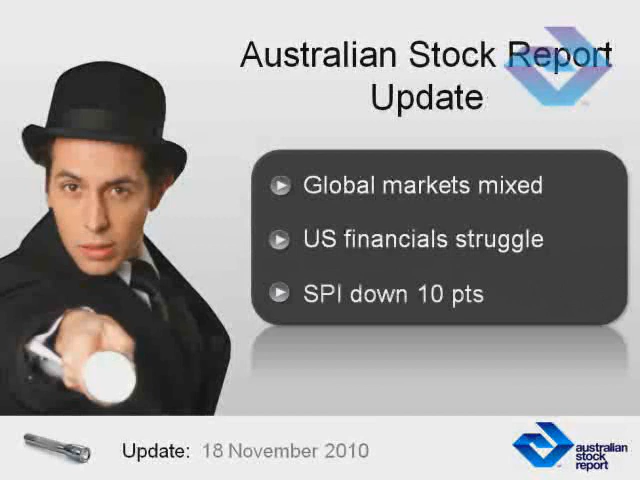 Australian Stock Report
Update
Global markets mixed
US financials struggle
SPI down 10 pts
Update: 18 November 2010
australian
stock
report